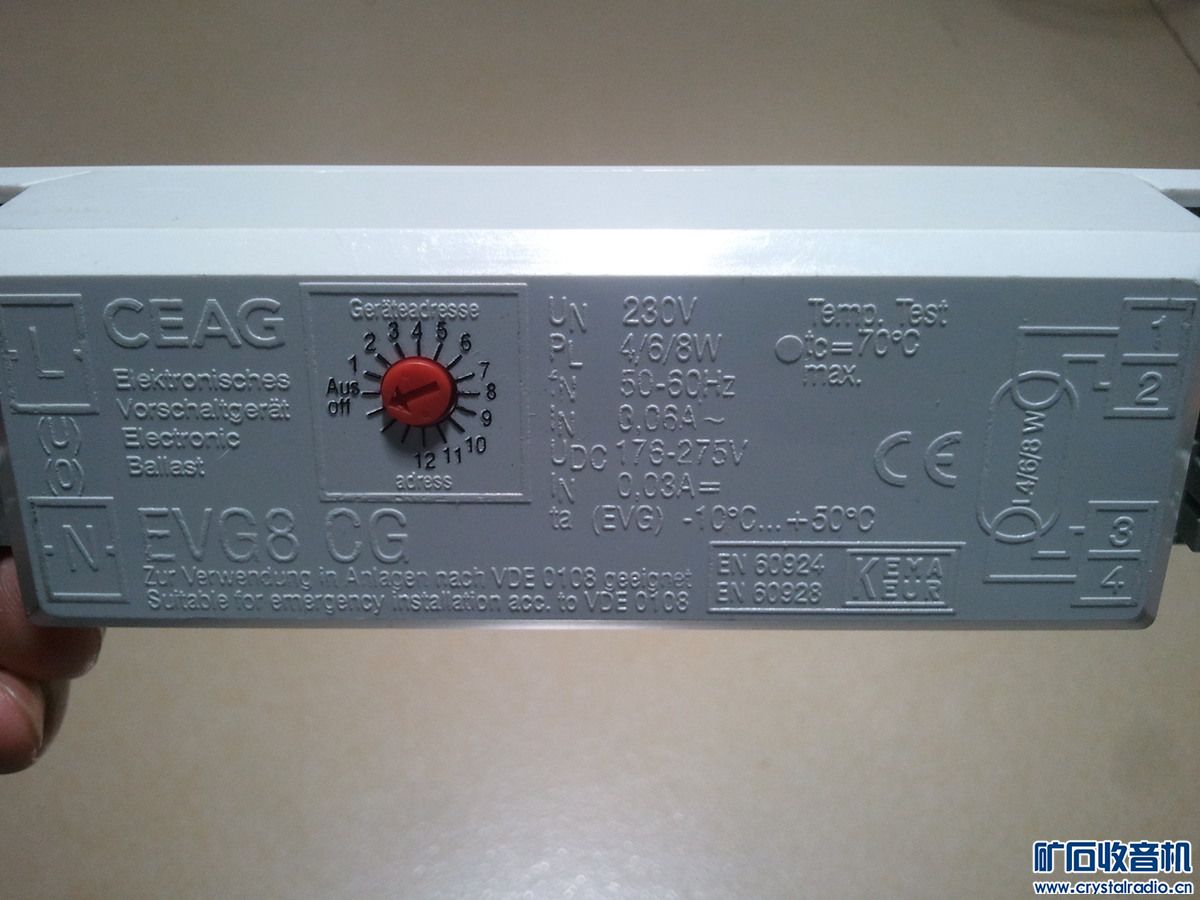 L
(U)
(0)
N
CEAG
Elektronisches
Vorschaltgerät
Electronic
Ballast
EVG8 CG
Zur Verwendung in Anlagen nach VDE 0108 geeignet
Suitable for emergency installation acc. to VDE 0108
Geräteadresse
Aus
off
1
2
3
4
5
6
7
8
9
10
11
12
adress
UN 230V
PL 4/6/8W
fN 50-60Hz
IN 0,06A ~
UDC 176-275V
IN 0,03A=
ta (EVG) -10°C...+50°C
Temp. Test
tc=70°C
max.
CE
EN 60924
EN 60928
KEMA
KEUR
4/6/8 W
1
2
3
4
矿石收音机
www.crystalradio.cn